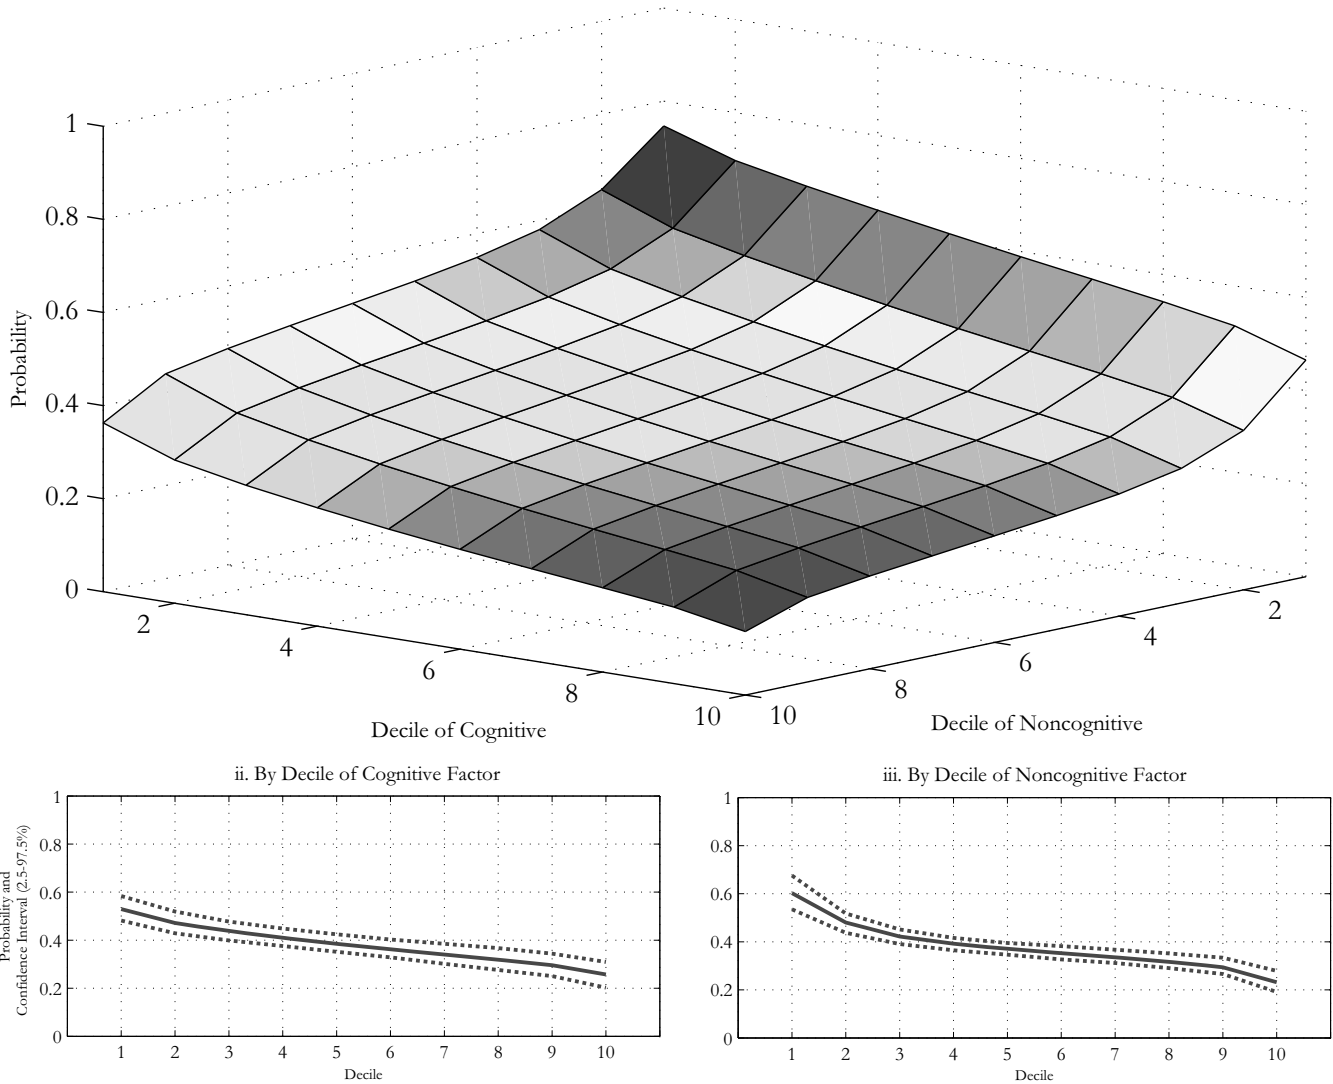 1
0.8
0.6
0.4
0.2
0
Probability
2
4
6
8
10
Decile of Cognitive
10
8
6
4
2
Decile of Noncognitive
ii. By Decile of Cognitive Factor
Probability and
Confidence Interval (2.5-97.5%)
1
0.8
0.6
0.4
0.2
0
1 2 3 4 5 6 7 8 9 10
Decile
iii. By Decile of Noncognitive Factor
1
0.8
0.6
0.4
0.2
0
1 2 3 4 5 6 7 8 9 10
Decile